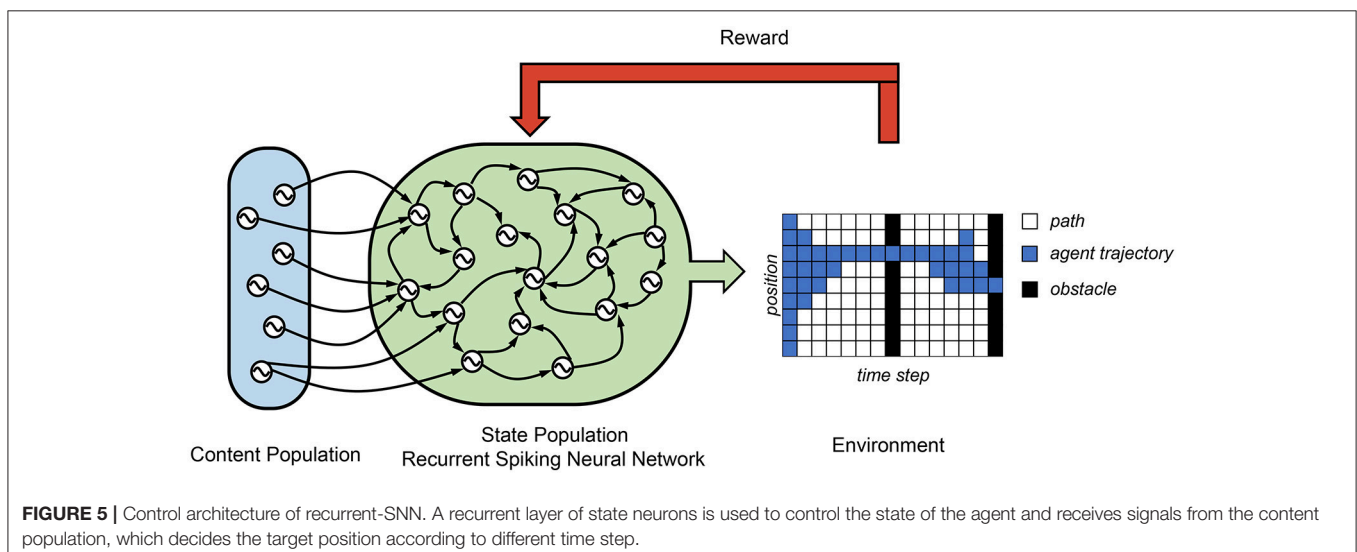 Reward
path
agent trajectory
obstacle
position
time step
Content Population
State Population
Recurrent Spiking Neural Network
Environment
FIGURE 5 | Control architecture of recurrent-SNN. A recurrent layer of state neurons is used to control the state of the agent and receives signals from the content
population, which decides the target position according to different time step.